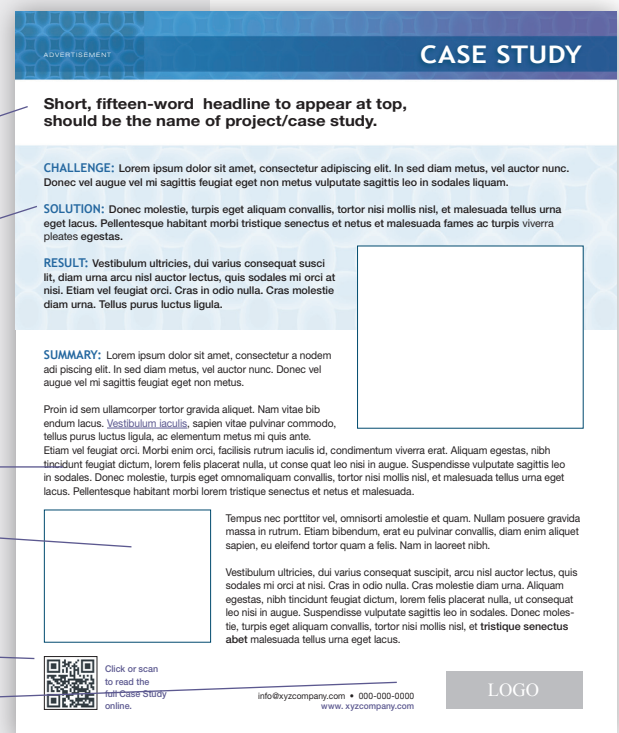 ADVERTISEMENT
CASE STUDY
Short, fifteen-word headline to appear at top,
should be the name of project/case study.
CHALLENGE: Lorem ipsum dolor sit amet, consectetur adipiscing elit. In sed diam metus, vel auctor nunc.
Donec vel augue vel mi sagittis feugiat eget non metus vulputate sagittis leo in sodales liquam.
SOLUTION: Donec molestie, turpis eget aliquam convallis, tortor nisi mollis nisl, et malesuada tellus urna
eget lacus. Pellentesque habitant morbi tristique senectus et netus et malesuada fames ac turpis viverra
pleates egestas.
RESULT: Vestibulum ultricies, dui varius consequat susci
lit, diam urna arcu nisl auctor lectus, quis sodales mi orci at
nisi. Etiam vel feugiat orci. Cras in odio nulla. Cras molestie
diam urna. Tellus purus luctus ligula.
SUMMARY: Lorem ipsum dolor sit amet, consectetur a nodem
adi piscing elit. In sed diam metus, vel auctor nunc. Donec vel
augue vel mi sagittis feugiat eget non metus.
Proin id sem ullamcorper tortor gravida aliquet. Nam vitae bib
endum lacus. Vestibulum iaculis, sapien vitae pulvinar commodo,
tellus purus luctus ligula, ac elementum metus mi quis ante.
Etiam vel feugiat orci. Morbi enim orci, facilisis rutrum iaculis id, condimentum viverra erat. Aliquam egestas, nibh
tincidunt feugiat dictum, lorem felis placerat nulla, ut conse quat leo nisi in augue. Suspendisse vulputate sagittis leo
in sodales. Donec molestie, turpis eget omnomaliquam convallis, tortor nisi mollis nisl, et malesuada tellus urna eget
lacus. Pellentesque habitant morbi lorem tristique senectus et netus et malesuada.
Tempus nec porttitor vel, omnisorti amolestie et quam. Nullam posuere gravida
massa in rutrum. Etiam bibendum, erat eu pulvinar convallis, diam enim aliquet
sapien, eu eleifend tortor quam a felis. Nam in laoreet nibh.
Vestibulum ultricies, dui varius consequat suscipit, arcu nisl auctor lectus, quis
sodales mi orci at nisi. Cras in odio nulla. Cras molestie diam urna. Aliquam
egestas, nibh tincidunt feugiat dictum, lorem felis placerat nulla, ut consequat
leo nisi in augue. Suspendisse vulputate sagittis leo in sodales. Donec moles-
tie, turpis eget aliquam convallis, tortor nisi mollis nisl, et tristique senectus
abet malesuada tellus urna eget lacus.
Click or scan
to read the
full Case Study
online.
info@xyzcompany.com • 000-000-0000
www. xyzcompany.com
LOGO